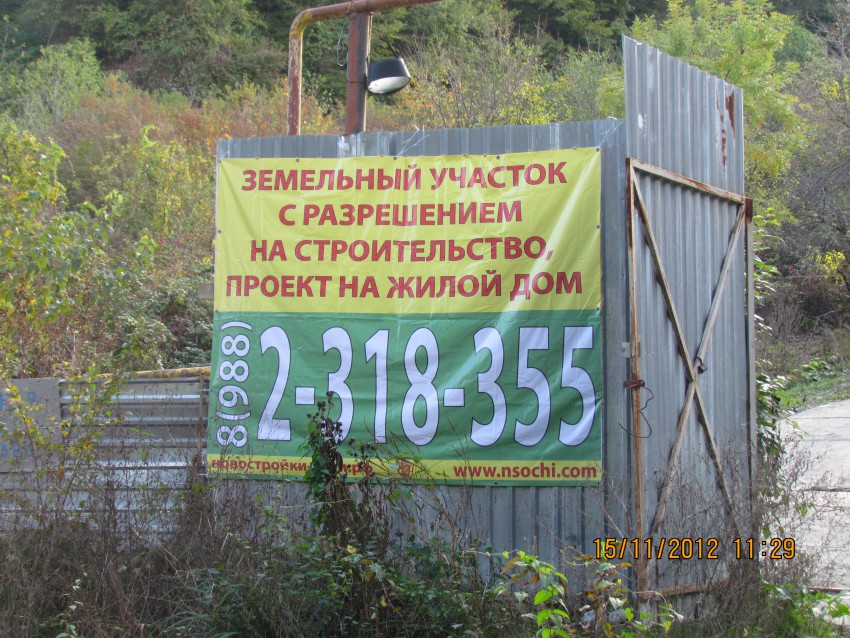 ЗЕМЕЛЬНЫЙ УЧАСТОК
С РАЗРЕШЕНИЕМ
НА СТРОИТЕЛЬСТВО,
ПРОЕКТ НА ЖИЛОЙ ДОМ
8(988) 2-318-355
www.nsochi.com
15/11/2012 11:29